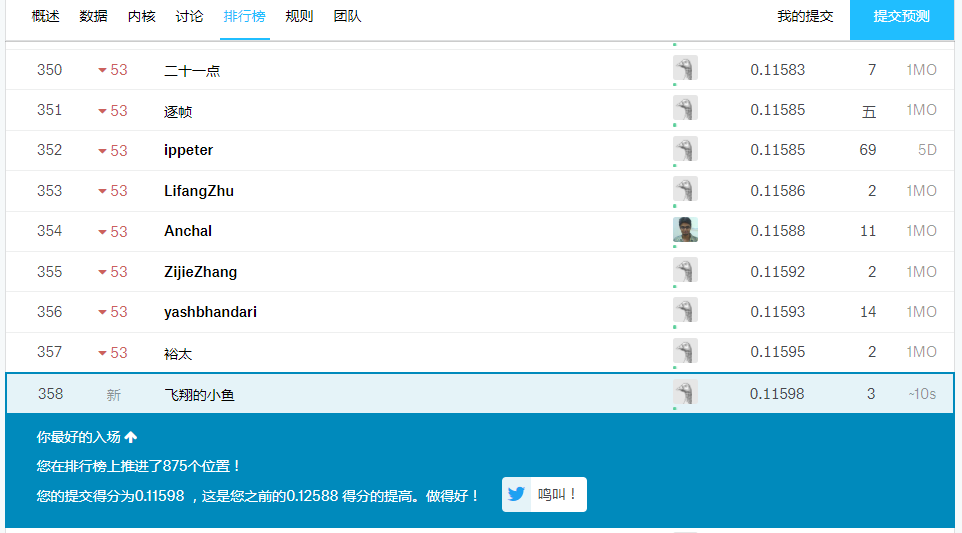 概述 数据 内核 讨论 排行榜 规则 团队 我的提交 提交预测
350 53 二十一点 0.11583 7 1MO
351 53 逐帧 0.11585 五 1MO
352 53 ippeter 0.11585 69 5D
353 53 LifangZhu 0.11586 2 1MO
354 53 Anchal 0.11588 11 1MO
355 53 ZijieZhang 0.11592 2 1MO
356 53 yashbhandari 0.11593 14 1MO
357 53 裕太 0.11595 2 1MO
358 新 飞翔的小鱼 0.11598 3 ~10s
你最好的入场
您在排行榜上推进了875个位置！
您的提交得分为0.11598 ，这是您之前的0.12588 得分的提高。做得好！ 鸣叫！